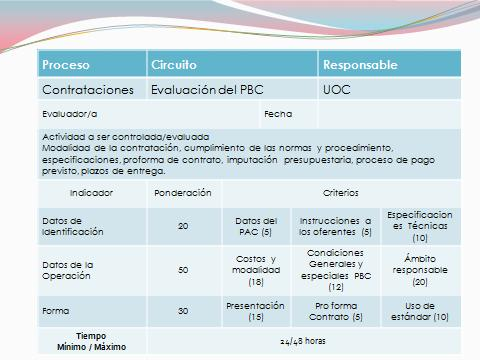 Proceso Circuito Responsable
Contrataciones Evaluación del PBC UOC
Evaluador/a Fecha
Actividad a ser controlada/evaluada
Modalidad de la contratación, cumplimiento de las normas y procedimiento,
especificaciones, proforma de contrato, imputación presupuestaria, proceso de pago
previsto, plazos de entrega.
Indicador Ponderación Criterios
Datos de
Identificación
20
Datos del
PAC (5)
Instrucciones a
los oferentes (5)
Especificacion
es Técnicas
(10)
Datos de la
Operación
50
Costos y
modalidad
(18)
Condiciones
Generales y
especiales PBC
(12)
Ámbito
responsable
(20)
Forma
30
Presentación
(15)
Pro forma
Contrato (5)
Uso de
estándar (10)
Tiempo
Mínimo / Máximo
24/48 horas